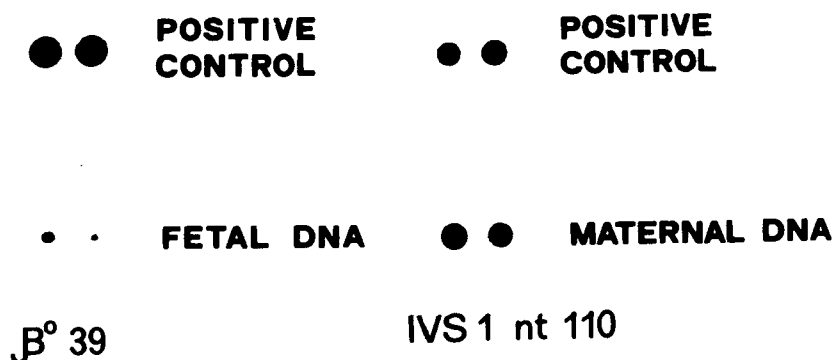 POSITIVE
CONTROL
POSITIVE
CONTROL
FETAL DNA
MATERNAL DNA
β° 39
IVS 1 nt 110